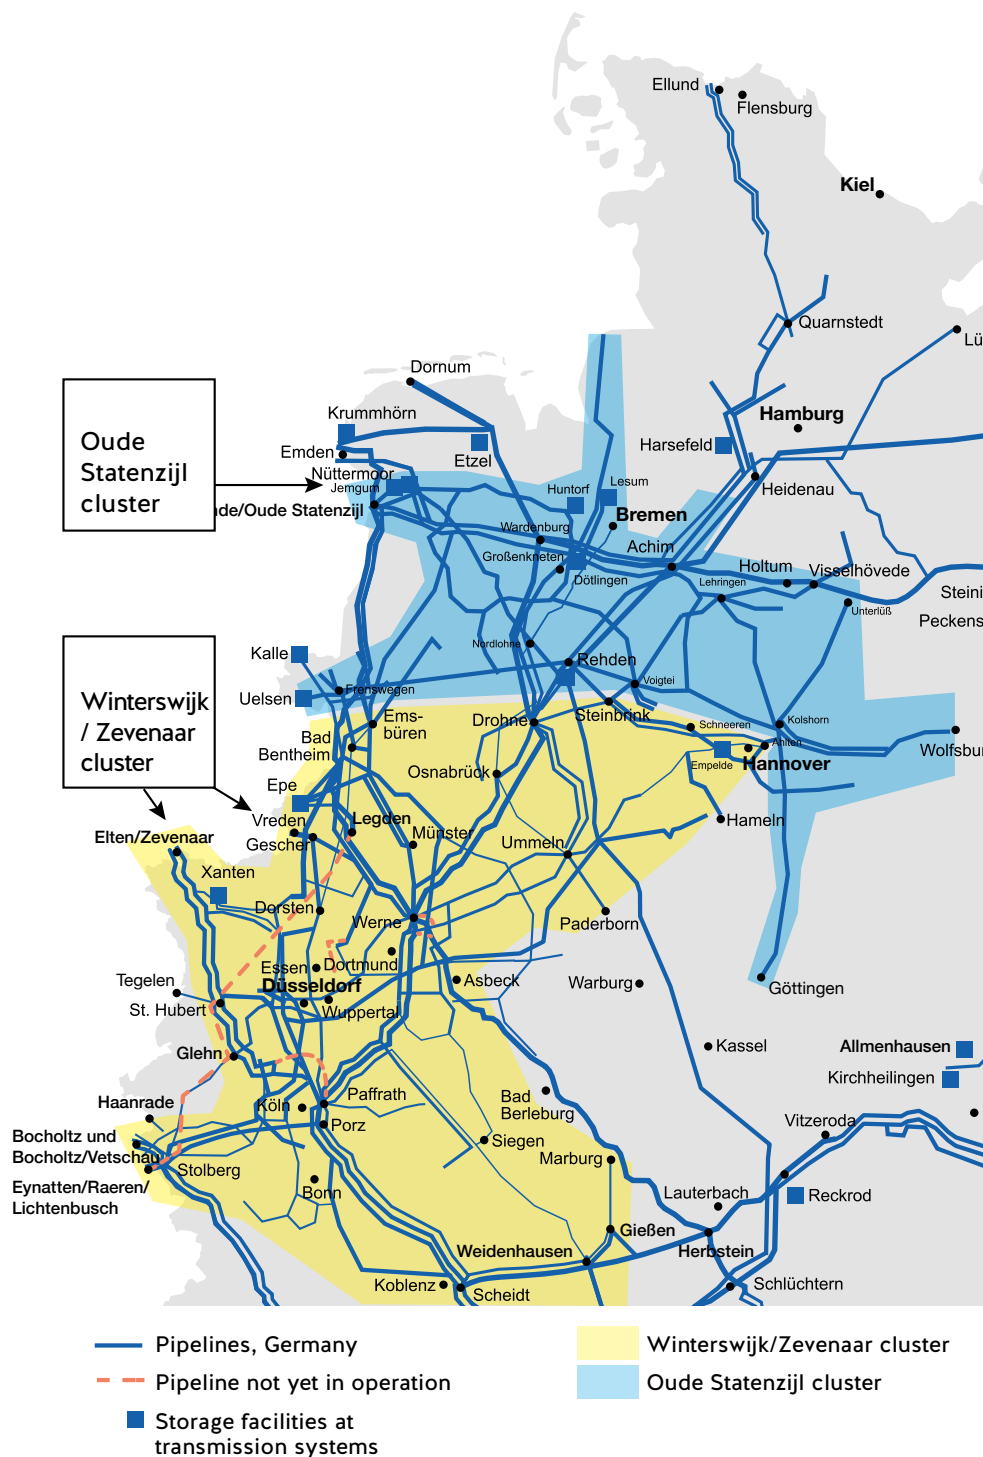 Ellund
Flensburg
Kiel
Quarnstedt
Lü
Dornum
Hamburg
Krummhörn
Harsefeld
Oude
Statenzijl
cluster
Emden
Etzel
Nüttermoor
Jemgum
Heidenau
Huntorf
Lesum
nde/Oude Statenzijl
Bremen
Wardenburg
Achim
Großenkneten
Dötlingen
Holtum
Visselhövede
Lehringen
Steini
Unterlüß
Peckens
Nordlohne
Kalle
Rehden
Winterswijk
/ Zevenaar
cluster
Uelsen
Frenswegen
Voigtei
Ems-
büren
Drohne
Steinbrink
Schneeren
Kolshorn
Bad
Bentheim
Ahlten
Wolfsbur
Hannover
Empelde
Osnabrück
Epe
Vreden
Legden
Hameln
Elten/Zevenaar
Gescher
Münster
Ummeln
Xanten
Dorsten
Werne
Paderborn
Essen
Dortmund
Tegelen
Düsseldorf
Asbeck
Warburg
Göttingen
St. Hubert
Wuppertal
Glehn
Kassel
Allmenhausen
Kirchheilingen
Haanrade
Köln
Paffrath
Bad
Berleburg
Porz
Vitzeroda
Bocholtz und
Bocholtz/Vetschau
Siegen
Marburg
Stolberg
Eynatten/Raeren/
Lichtenbusch
Bonn
Lauterbach
Reckrod
Gießen
Weidenhausen
Herbstein
Koblenz
Scheidt
Schlüchtern
Pipelines, Germany
Winterswijk/Zevenaar cluster
Pipeline not yet in operation
Oude Statenzijl cluster
Storage facilities at
transmission systems